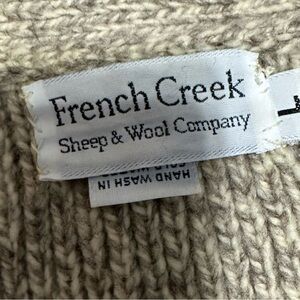 French Creek
Sheep & Wool Company
HAND WASH IN